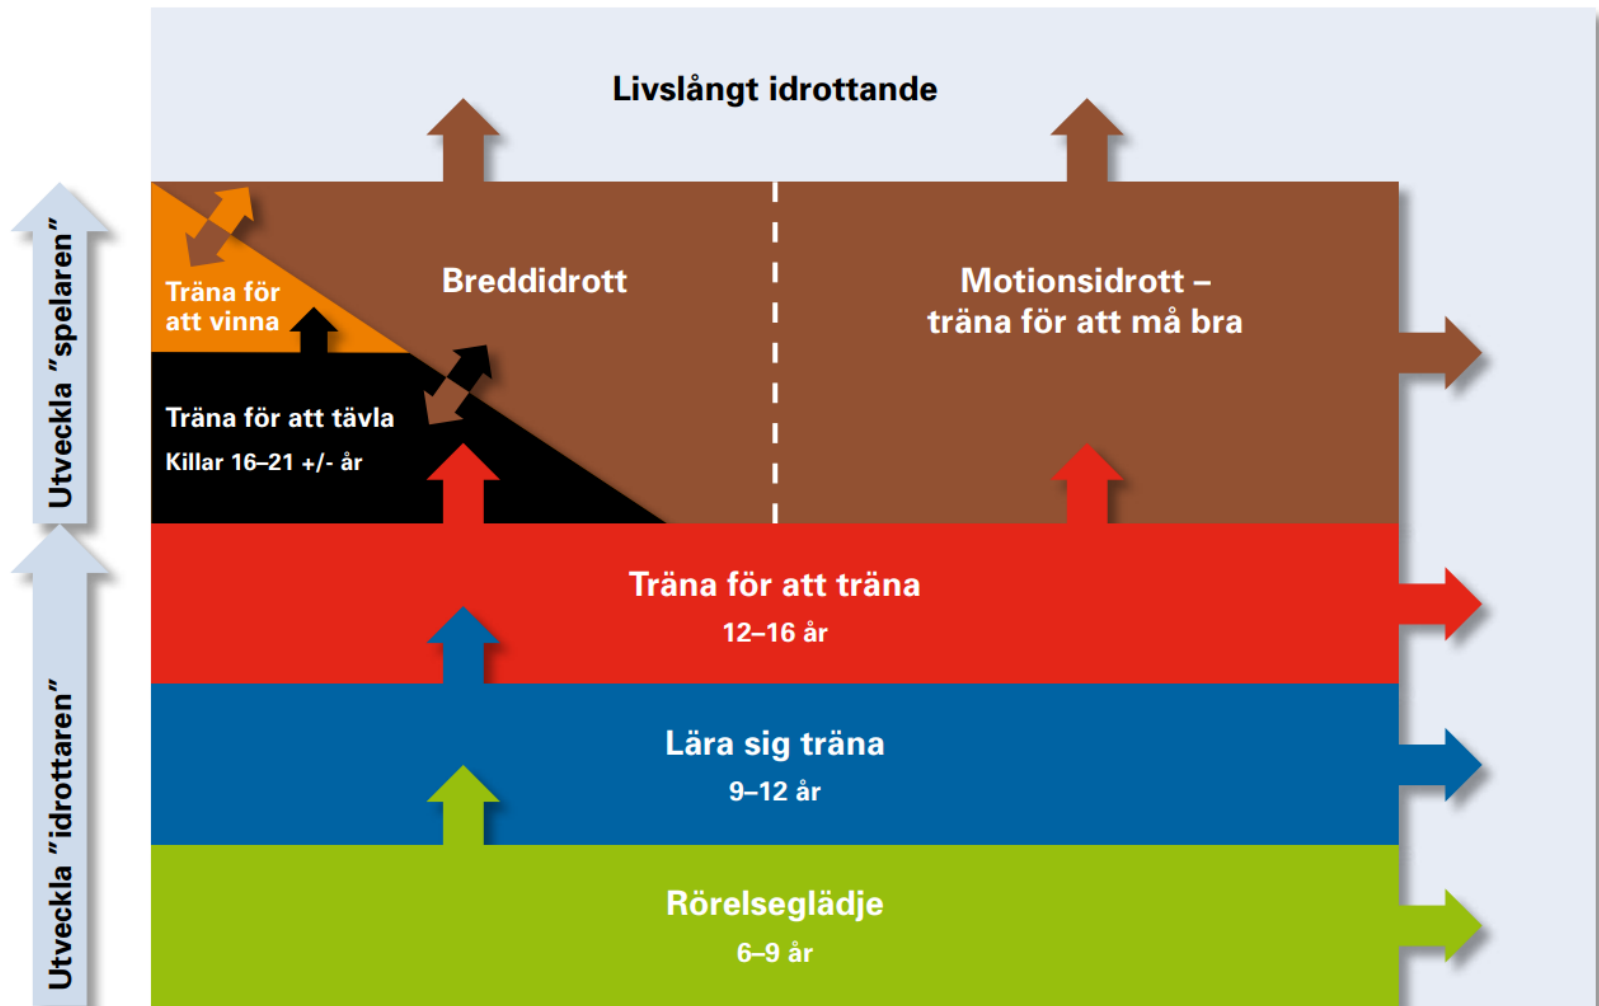 Livslångt idrottande
Utveckla ”spelaren”
Träna för
att vinna
Breddidrott
Motionsidrott –
träna för att må bra
Träna för att tävla
Killar 16–21 +/- år
Utveckla ”idrottaren”
Träna för att träna
12–16 år
Lära sig träna
9–12 år
Rörelseglädje
6–9 år